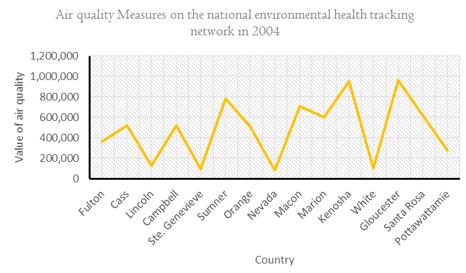 Air quality Measures on the national environmental health tracking
network in 2004
1,200,000
1,000,000
800,000
600,000
400,000
200,000
0
Value of air quality
Fulton
Cass
Lincoln
Campbell
Ste. Genevieve
Sumner
Orange
Nevada
Macon
Marion
Kenosha
White
Gloucester
Santa Rosa
Pottawattamie
Country